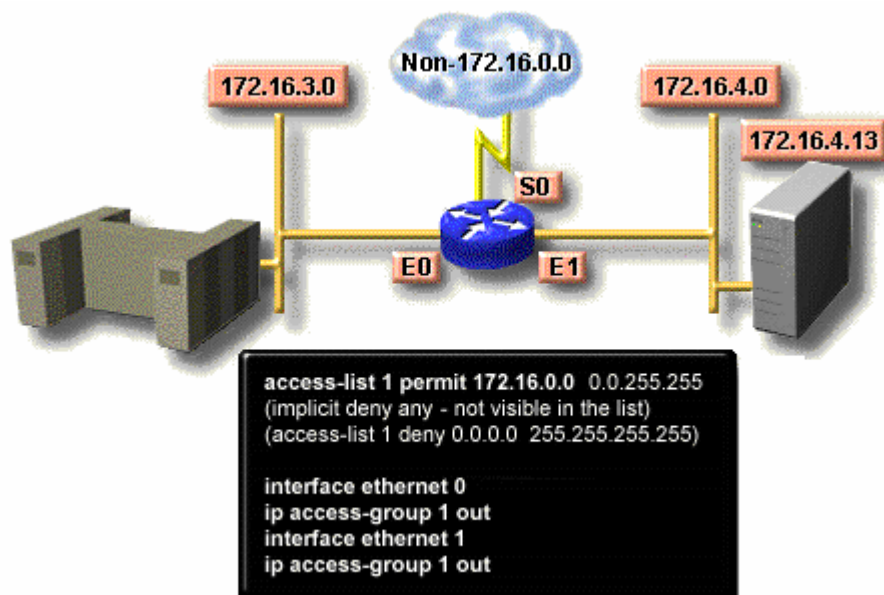 Non-172.16.0.0
172.16.3.0
172.16.4.0
172.16.4.13
S0
E0
E1
access-list 1 permit 172.16.0.0 0.0.255.255
(implicit deny any - not visible in the list)
(access-list 1 deny 0.0.0.0 255.255.255.255)
interface ethernet 0
ip access-group 1 out
interface ethernet 1
ip access-group 1 out